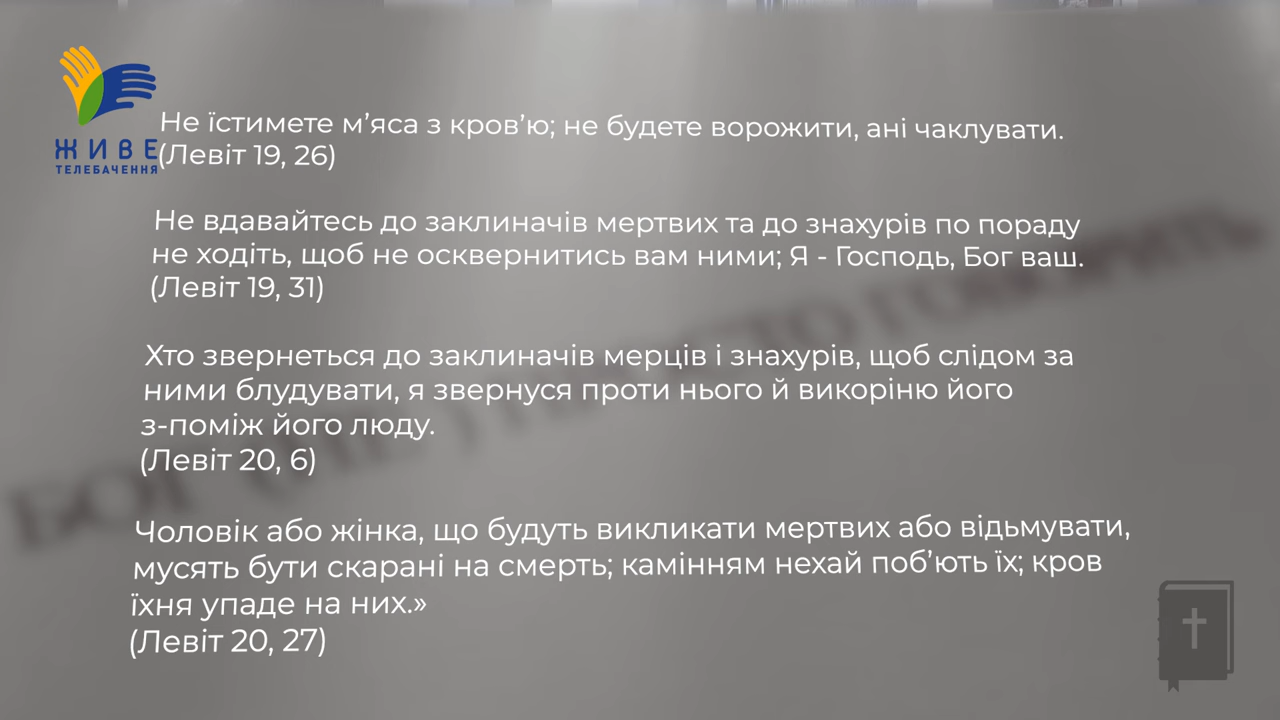 ЖИВЕ
ТЕЛЕБАЧЕННЯ
Не їстимете м’яса з кров’ю; не будете ворожити, ані чаклувати.
(Левіт 19, 26)
Не вдавайтесь до заклиначів мертвих та до знахурів по пораду
не ходіть, щоб не осквернитись вам ними; Я - Господь, Бог ваш.
(Левіт 19, 31)
Хто звернеться до заклиначів мерців і знахурів, щоб слідом за
ними блудувати, я звернуся проти нього й викоріню його
з-поміж його люду.
(Левіт 20, 6)
Чоловік або жінка, що будуть викликати мертвих або відьмувати,
мусять бути скарані на смерть; камінням нехай поб’ють їх; кров
їхня упаде на них.»
(Левіт 20, 27)
БОГ